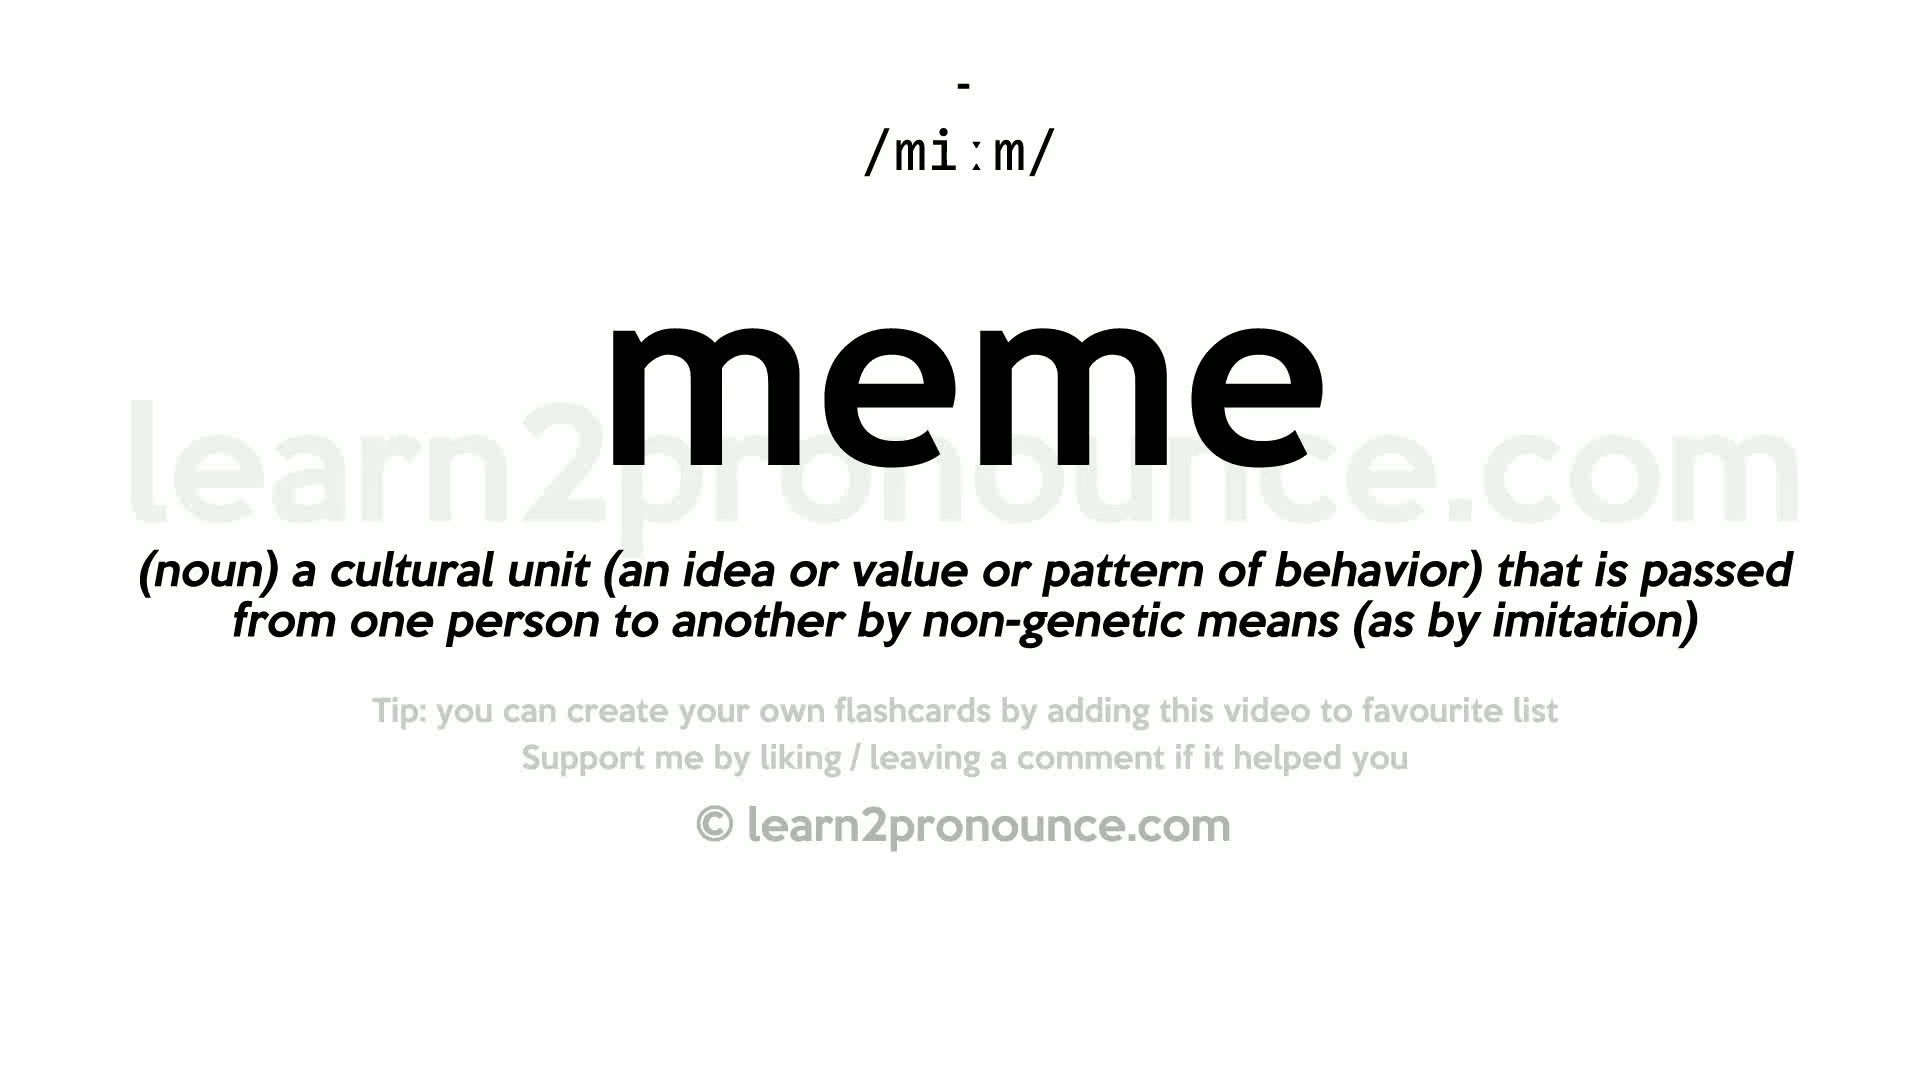 -
/miːm/
meme
learn2pronounce.com
(noun) a cultural unit (an idea or value or pattern of behavior) that is passed
from one person to another by non-genetic means (as by imitation)
Tip: you can create your own flashcards by adding this video to favourite list
Support me by liking / leaving a comment if it helped you
© learn2pronounce.com